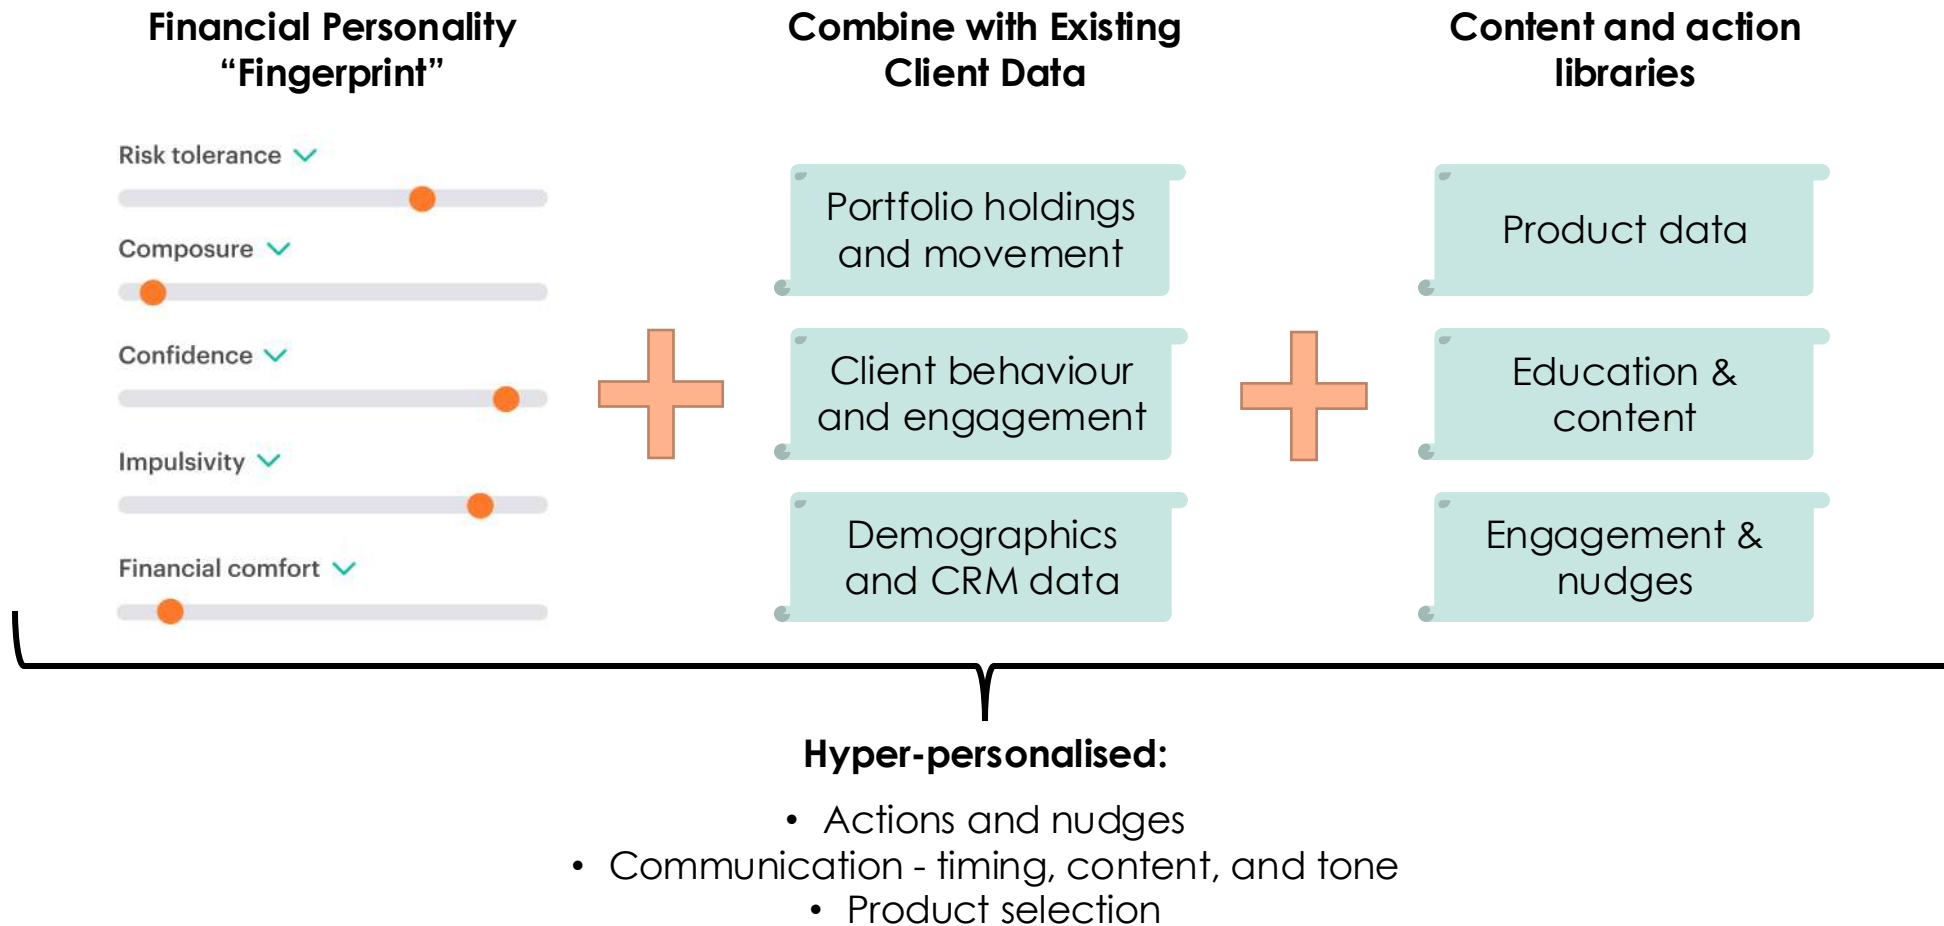 Financial Personality
“Fingerprint”
Risk tolerance
Composure
Confidence
Impulsivity
Financial comfort
Combine with Existing
Client Data
Portfolio holdings
and movement
Client behaviour
and engagement
Demographics
and CRM data
Content and action
libraries
Product data
Education &
content
Engagement &
nudges
Hyper-personalised:
• Actions and nudges
• Communication - timing, content, and tone
• Product selection